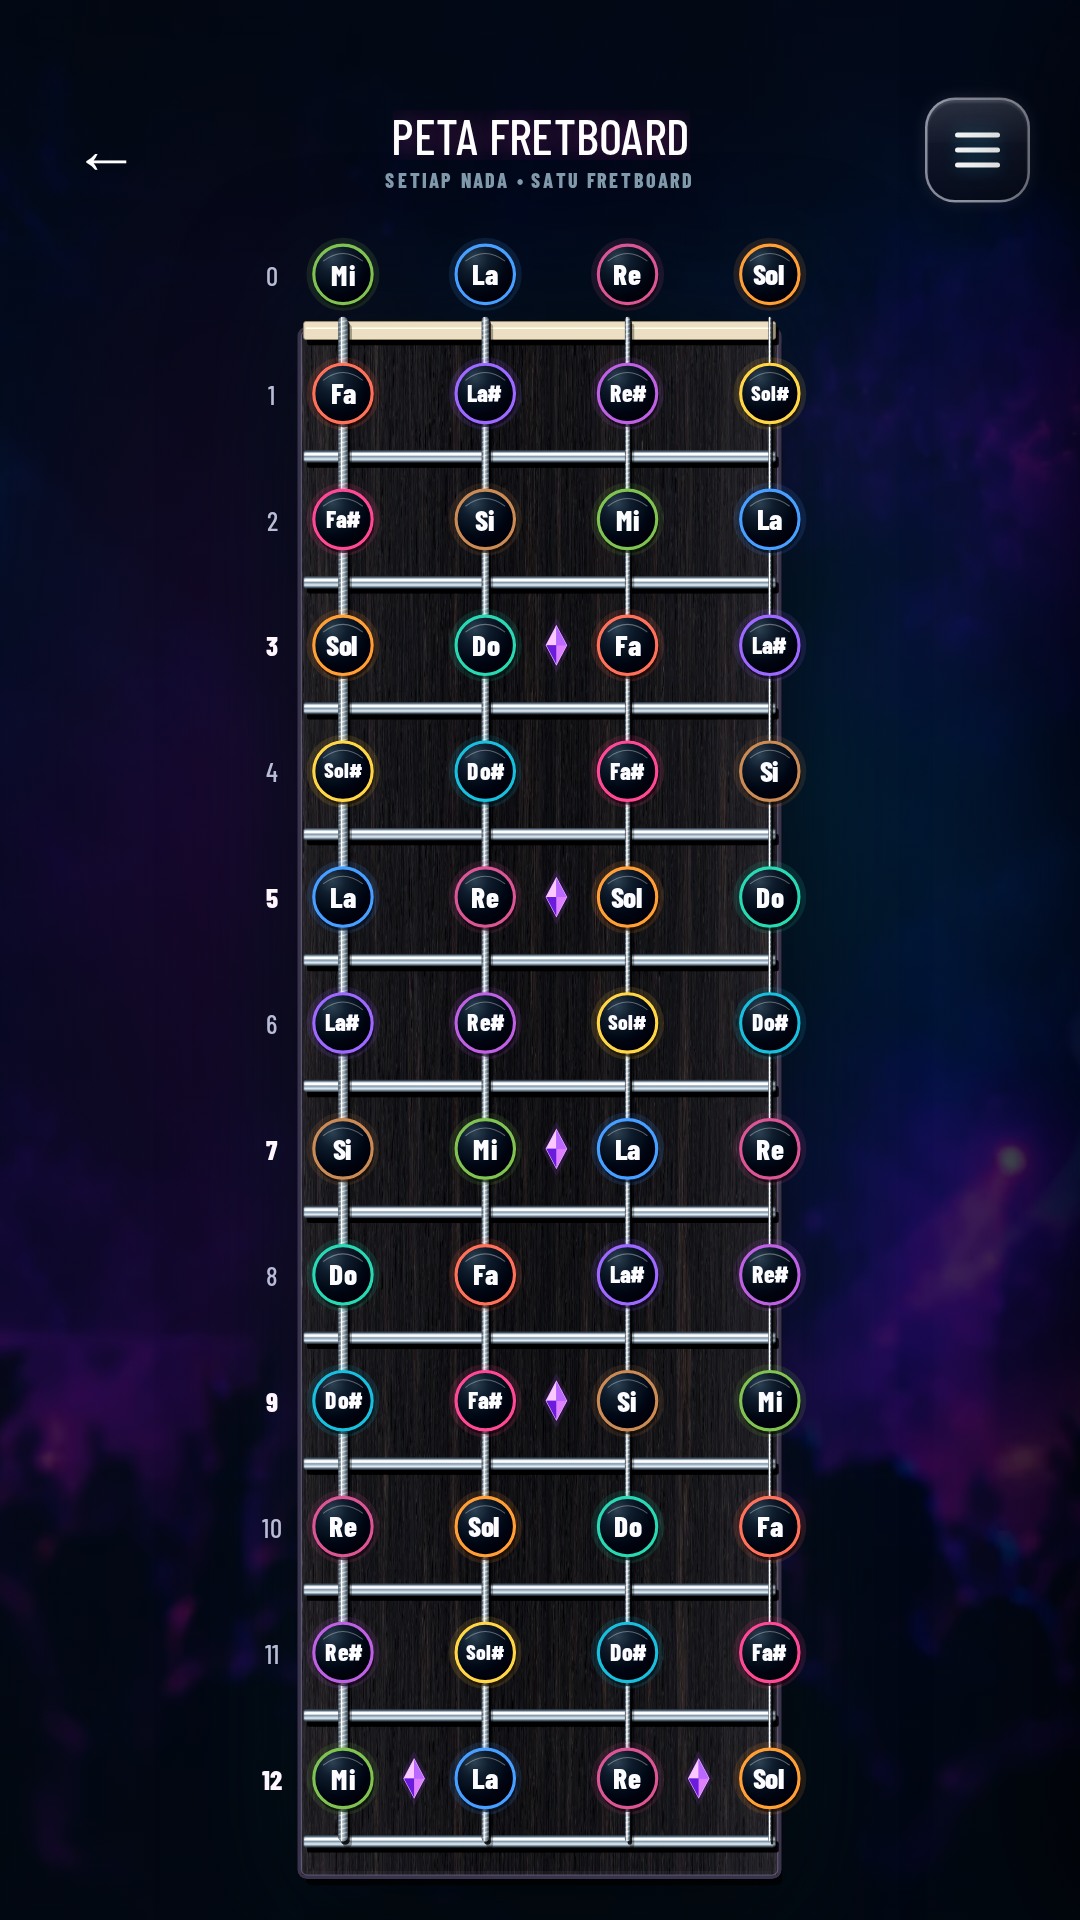 PETA FRETBOARD
SETIAP NADA • SATU FRETBOARD
0 Mi La Re Sol
1 Fa La# Re# Sol#
2 Fa# Si Mi La
3 Sol Do Fa La#
4 Sol# Do# Fa# Si
5 La Re Sol Do
6 La# Re# Sol# Do#
7 Si Mi La Re
8 Do Fa La# Re#
9 Do# Fa# Si Mi
10 Re Sol Do Fa
11 Re# Sol# Do# Fa#
12 Mi La Re Sol